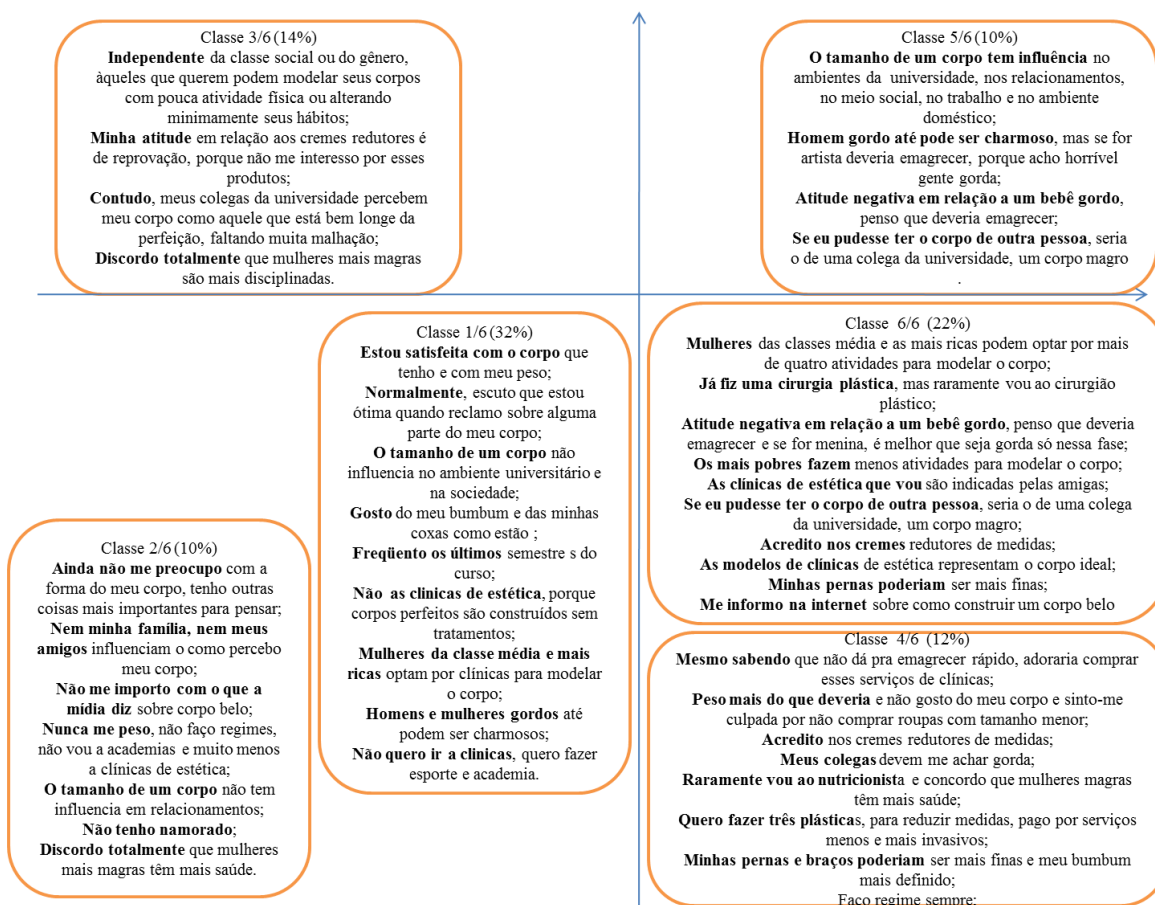 Classe 3/6 (14%)
Independente da classe social ou do gênero,
àqueles que querem podem modelar seus corpos
com pouca atividade física ou alterando
minimamente seus hábitos;
Minha atitude em relação aos cremes redutores é
de reprovação, porque não me interesso por esses
produtos;
Contudo, meus colegas da universidade percebem
meu corpo como aquele que está bem longe da
perfeição, faltando muita malhação;
Discordo totalmente que mulheres mais magras
são mais disciplinadas.
Classe 5/6 (10%)
O tamanho de um corpo tem influência no
ambientes da universidade, nos relacionamentos,
no meio social, no trabalho e no ambiente
doméstico;
Homem gordo até pode ser charmoso, mas se for
artista deveria emagrecer, porque acho horrível
gente gorda;
Atitude negativa em relação a um bebê gordo,
penso que deveria emagrecer;
Se eu pudesse ter o corpo de outra pessoa, seria
o de uma colega da universidade, um corpo magro
.
Classe 1/6 (32%)
Estou satisfeita com o corpo que
tenho e com meu peso;
Normalmente, escuto que estou
ótima quando reclamo sobre alguma
parte do meu corpo;
O tamanho de um corpo não
influencia no ambiente universitário e
na sociedade;
Gosto do meu bumbum e das minhas
coxas como estão ;
Freqüento os últimos semestre s do
curso;
Não as clinicas de estética, porque
corpos perfeitos são construídos sem
tratamentos;
Mulheres da classe média e mais
ricas optam por clínicas para modelar
o corpo;
Homens e mulheres gordos até
podem ser charmosos;
Não quero ir a clinicas, quero fazer
esporte e academia.
Classe 6/6 (22%)
Mulheres das classes média e as mais ricas podem optar por mais
de quatro atividades para modelar o corpo;
Já fiz uma cirurgia plástica, mas raramente vou ao cirurgião
plástico;
Atitude negativa em relação a um bebê gordo, penso que deveria
emagrecer e se for menina, é melhor que seja gorda só nessa fase;
Os mais pobres fazem menos atividades para modelar o corpo;
As clínicas de estética que vou são indicadas pelas amigas;
Se eu pudesse ter o corpo de outra pessoa, seria o de uma colega
da universidade, um corpo magro;
Acredito nos cremes redutores de medidas;
As modelos de clínicas de estética representam o corpo ideal;
Minhas pernas poderiam ser mais finas;
Me informo na internet sobre como construir um corpo belo
Classe 2/6 (10%)
Ainda não me preocupo com a
forma do meu corpo, tenho outras
coisas mais importantes para pensar;
Nem minha família, nem meus
amigos influenciam o como percebo
meu corpo;
Não me importo com o que a
mídia diz sobre corpo belo;
Nunca me peso, não faço regimes,
não vou a academias e muito menos
a clínicas de estética;
O tamanho de um corpo não tem
influencia em relacionamentos;
Não tenho namorado;
Discordo totalmente que mulheres
mais magras têm mais saúde.
Classe 4/6 (12%)
Mesmo sabendo que não dá pra emagrecer rápido, adoraria comprar
esses serviços de clínicas;
Peso mais do que deveria e não gosto do meu corpo e sinto-me
culpada por não comprar roupas com tamanho menor;
Acredito nos cremes redutores de medidas;
Meus colegas devem me achar gorda;
Raramente vou ao nutricionista e concordo que mulheres magras
têm mais saúde;
Quero fazer três plásticas, para reduzir medidas, pago por serviços
menos e mais invasivos;
Minhas pernas e braços poderiam ser mais finas e meu bumbum
mais definido;
Faço regime sempre;